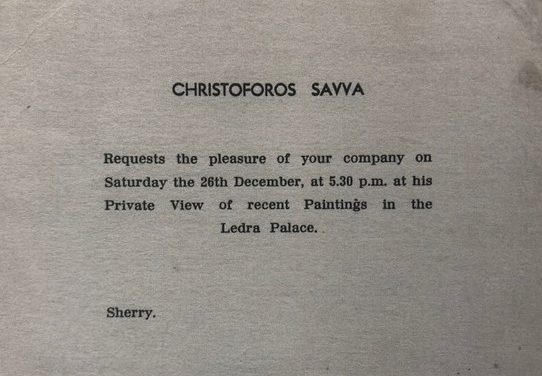 CHRISTOFOROS SAVVA
Requests the pleasure of your company on
Saturday the 26th December, at 5.30 p.m. at his
Private View of recent Paintings in the
Ledra Palace.
Sherry.